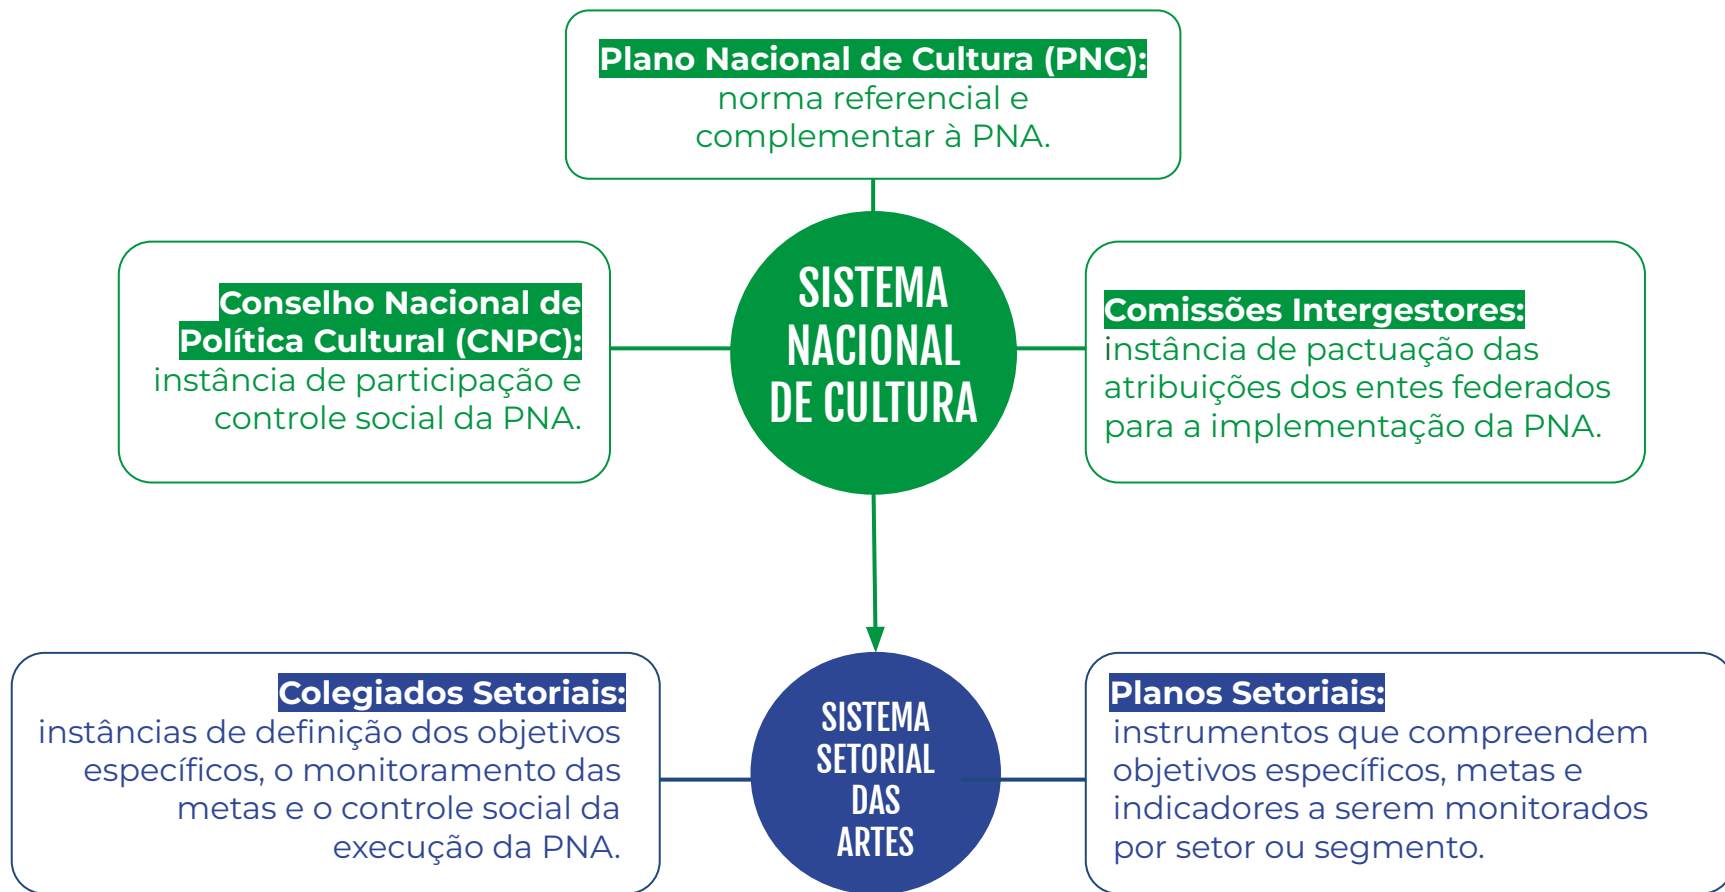 Plano Nacional de Cultura (PNC):
norma referencial e
complementar à PNA.
Conselho Nacional de
Política Cultural (CNPC):
instância de participação e
controle social da PNA.
SISTEMA
NACIONAL
DE CULTURA
Comissões Intergestores:
instância de pactuação das
atribuições dos entes federados
para a implementação da PNA.
Colegiados Setoriais:
instâncias de definição dos objetivos
específicos, o monitoramento das
metas e o controle social da
execução da PNA.
SISTEMA
SETORIAL
DAS
ARTES
Planos Setoriais:
instrumentos que compreendem
objetivos específicos, metas e
indicadores a serem monitorados
por setor ou segmento.